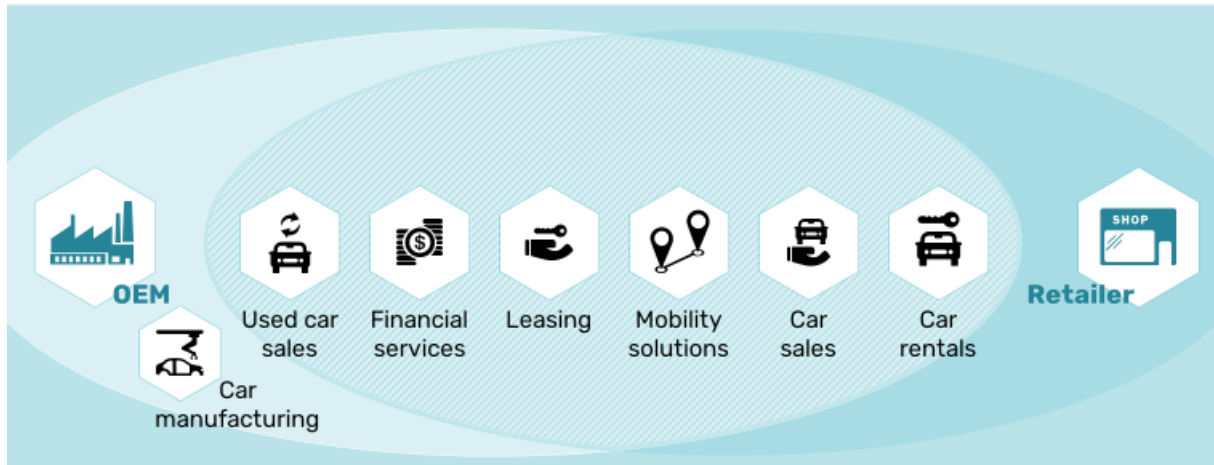 SHOP
OEM
Retailer
Used car
sales
Financial
services
Leasing
Mobility
solutions
Car
sales
Car
rentals
Car
manufacturing
$